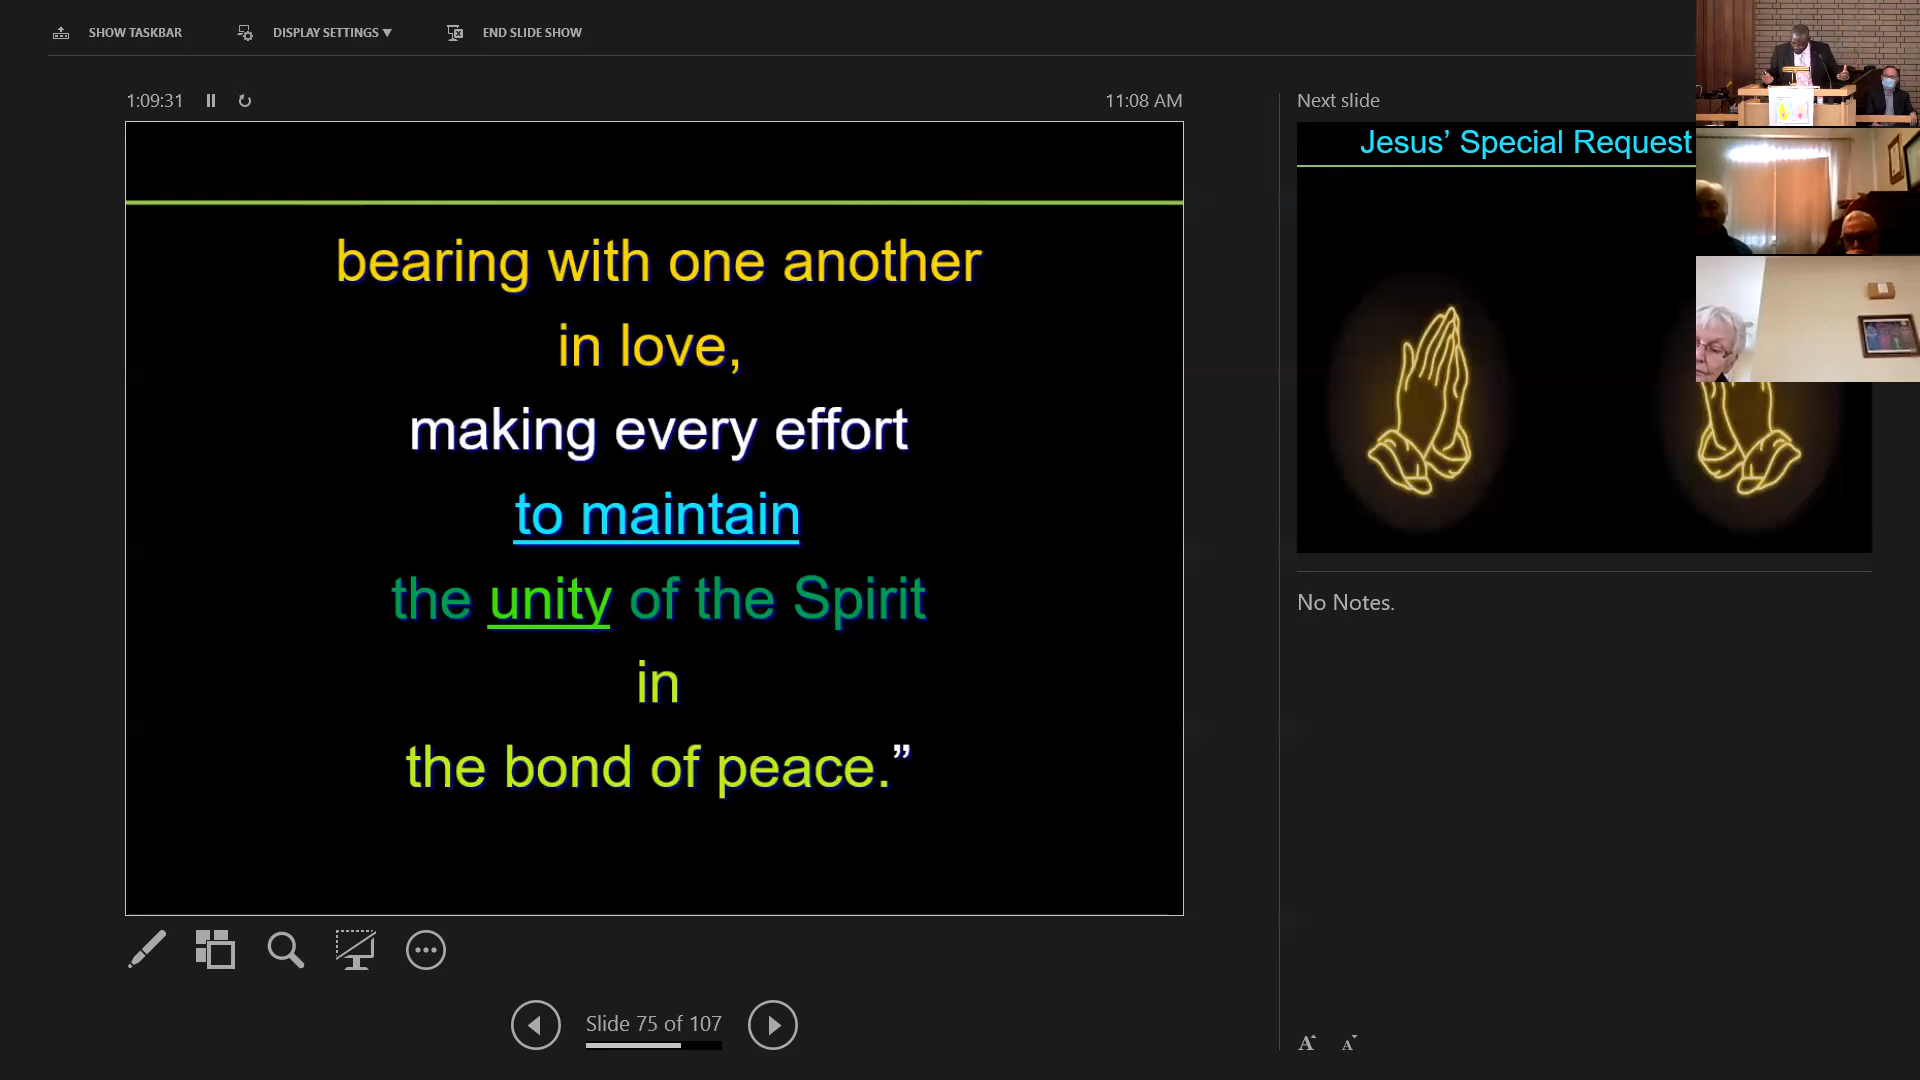 SHOW TASKBAR
DISPLAY SETTINGS ▼
END SLIDE SHOW
1:09:31
11:08 AM
bearing with one another
in love,
making every effort
to maintain
the unity of the Spirit
in
the bond of peace.”
Slide 75 of 107
Next slide
Jesus’ Special Request
No Notes.
A A